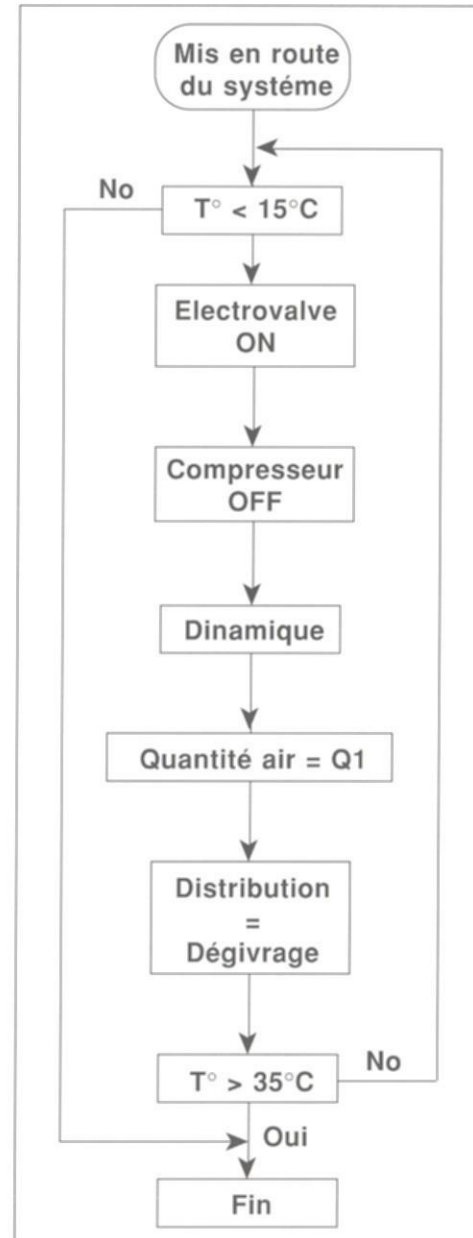 Mis en route
du systéme
No
T° < 15°C
Electrovalve
ON
Compresseur
OFF
Dinamique
Quantité air = Q1
Distribution
=
Dégivrage
T° > 35°C
No
Oui
Fin